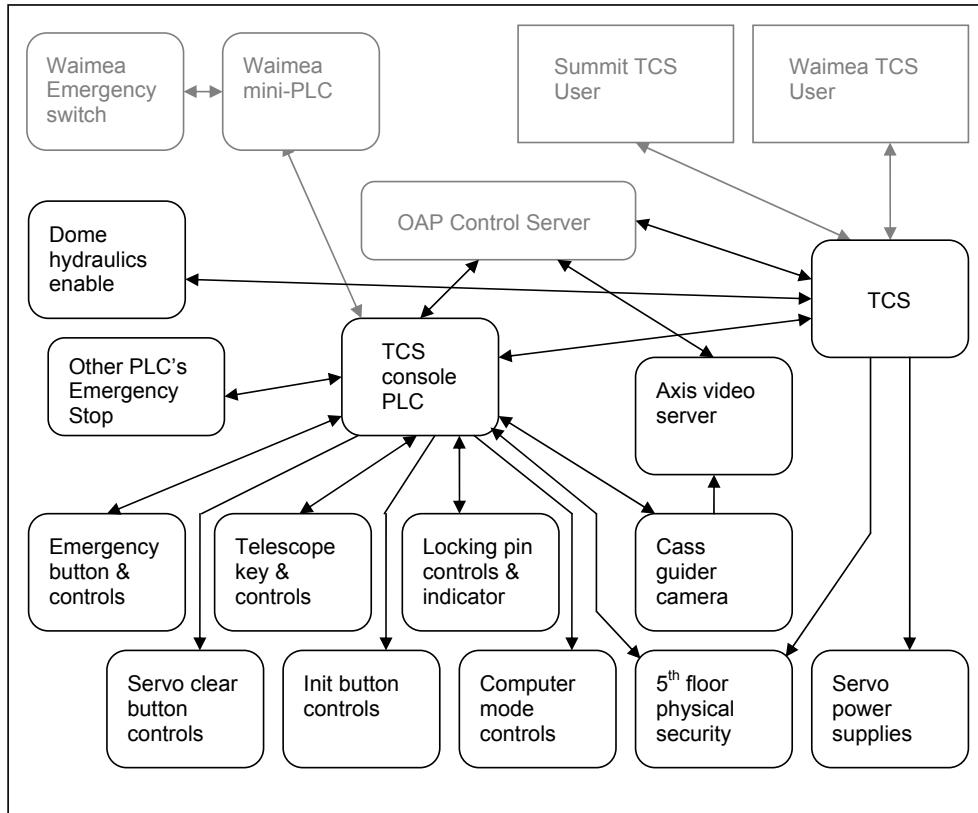 Waimea
Emergency
switch
Waimea
mini-PLC
Summit TCS
User
Waimea TCS
User
OAP Control Server
Dome
hydraulics
enable
TCS
Other PLC's
Emergency
Stop
TCS
console
PLC
Axis video
server
Emergency
button &
controls
Telescope
key &
controls
Locking pin
controls &
indicator
Cass
guider
camera
Servo clear
button
controls
Init button
controls
Computer
mode
controls
5th floor
physical
security
Servo
power
supplies